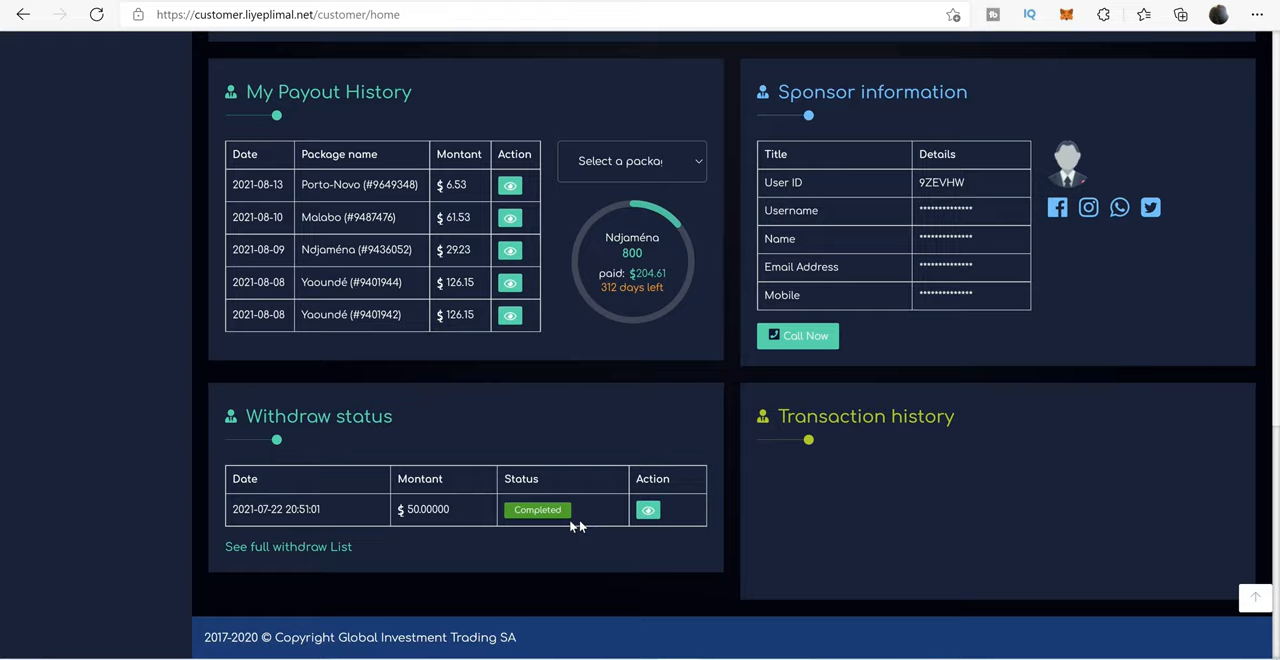 https://customer.liyeplimal.net/customer/home
IQ
My Payout History
Date Package name Montant Action
2021-08-13 Porto-Novo (#9649348) $ 6.53
2021-08-10 Malabo (#9487476) $ 61.53
2021-08-09 Ndjaména (#9436052) $ 29.23
2021-08-08 Yaoundé (#9401944) $ 126.15
2021-08-08 Yaoundé (#9401942) $ 126.15
Select a packa
Ndjaména
800
paid: $204.61
312 days left
Sponsor information
Title Details
User ID 9ZEVHW
Username **************
Name **************
Email Address **************
Mobile **************
Call Now
Withdraw status
Date Montant Status Action
2021-07-22 20:51:01 $ 50.00000 Completed
See full withdraw List
Transaction history
2017-2020 © Copyright Global Investment Trading SA